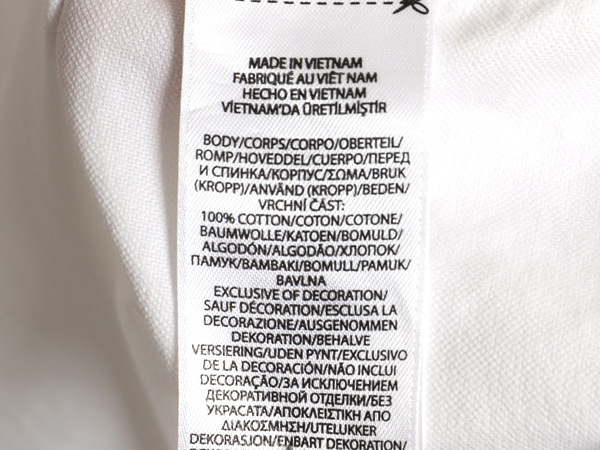 MADE IN VIETNAM
FABRIQUÉ AU VIÊT NAM
HECHO EN VIETNAM
VİETNAM'DA ÜRETİLMİŞTİR
BODY/CORPS/CORPO/OBERTEIL/
ROMP/HOVEDDEL/CUERPO/ПЕРЕД
И СПИНКА/КОРПУС/ΣΩΜΑ/BRUK
(KROPP)/ANVÄND (KROPP)/BEDEN/
VRCHNÍ ČÁST:
100% COTTON/COTON/COTONE/
BAUMWOLLE/KATOEN/BOMULD/
ALGODÓN/ALGODÃO/ХЛОПОК/
ПАМУК/ΒΑΜΒΑΚΙ/BOMULL/PAMUK/
BAVLNA
EXCLUSIVE OF DECORATION/
SAUF DÉCORATION/ESCLUSA LA
DECORAZIONE/AUSGENOMMEN
DEKORATION/BEHALVE
VERSIERING/UDEN PYNT/EXCLUSIVO
DE LA DECORACIÓN/NÃO INCLUI
DECORAÇÃO/ЗА ИСКЛЮЧЕНИЕМ
ДЕКОРАТИВНОЙ ОТДЕЛКИ/БЕЗ
УКРАСАТА/ΑΠΟΚΛΕΙΣΤΙΚΗ ΑΠΟ
ΔΙΑΚΟΣΜΗΣΗ/UTELUKKER
DEKORASJON/ENBART DEKORATION/